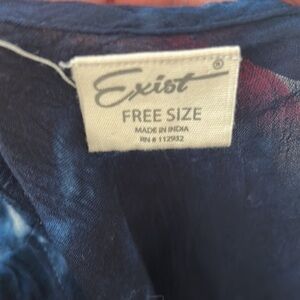 Exist®
FREE SIZE
MADE IN INDIA
RN # 112932